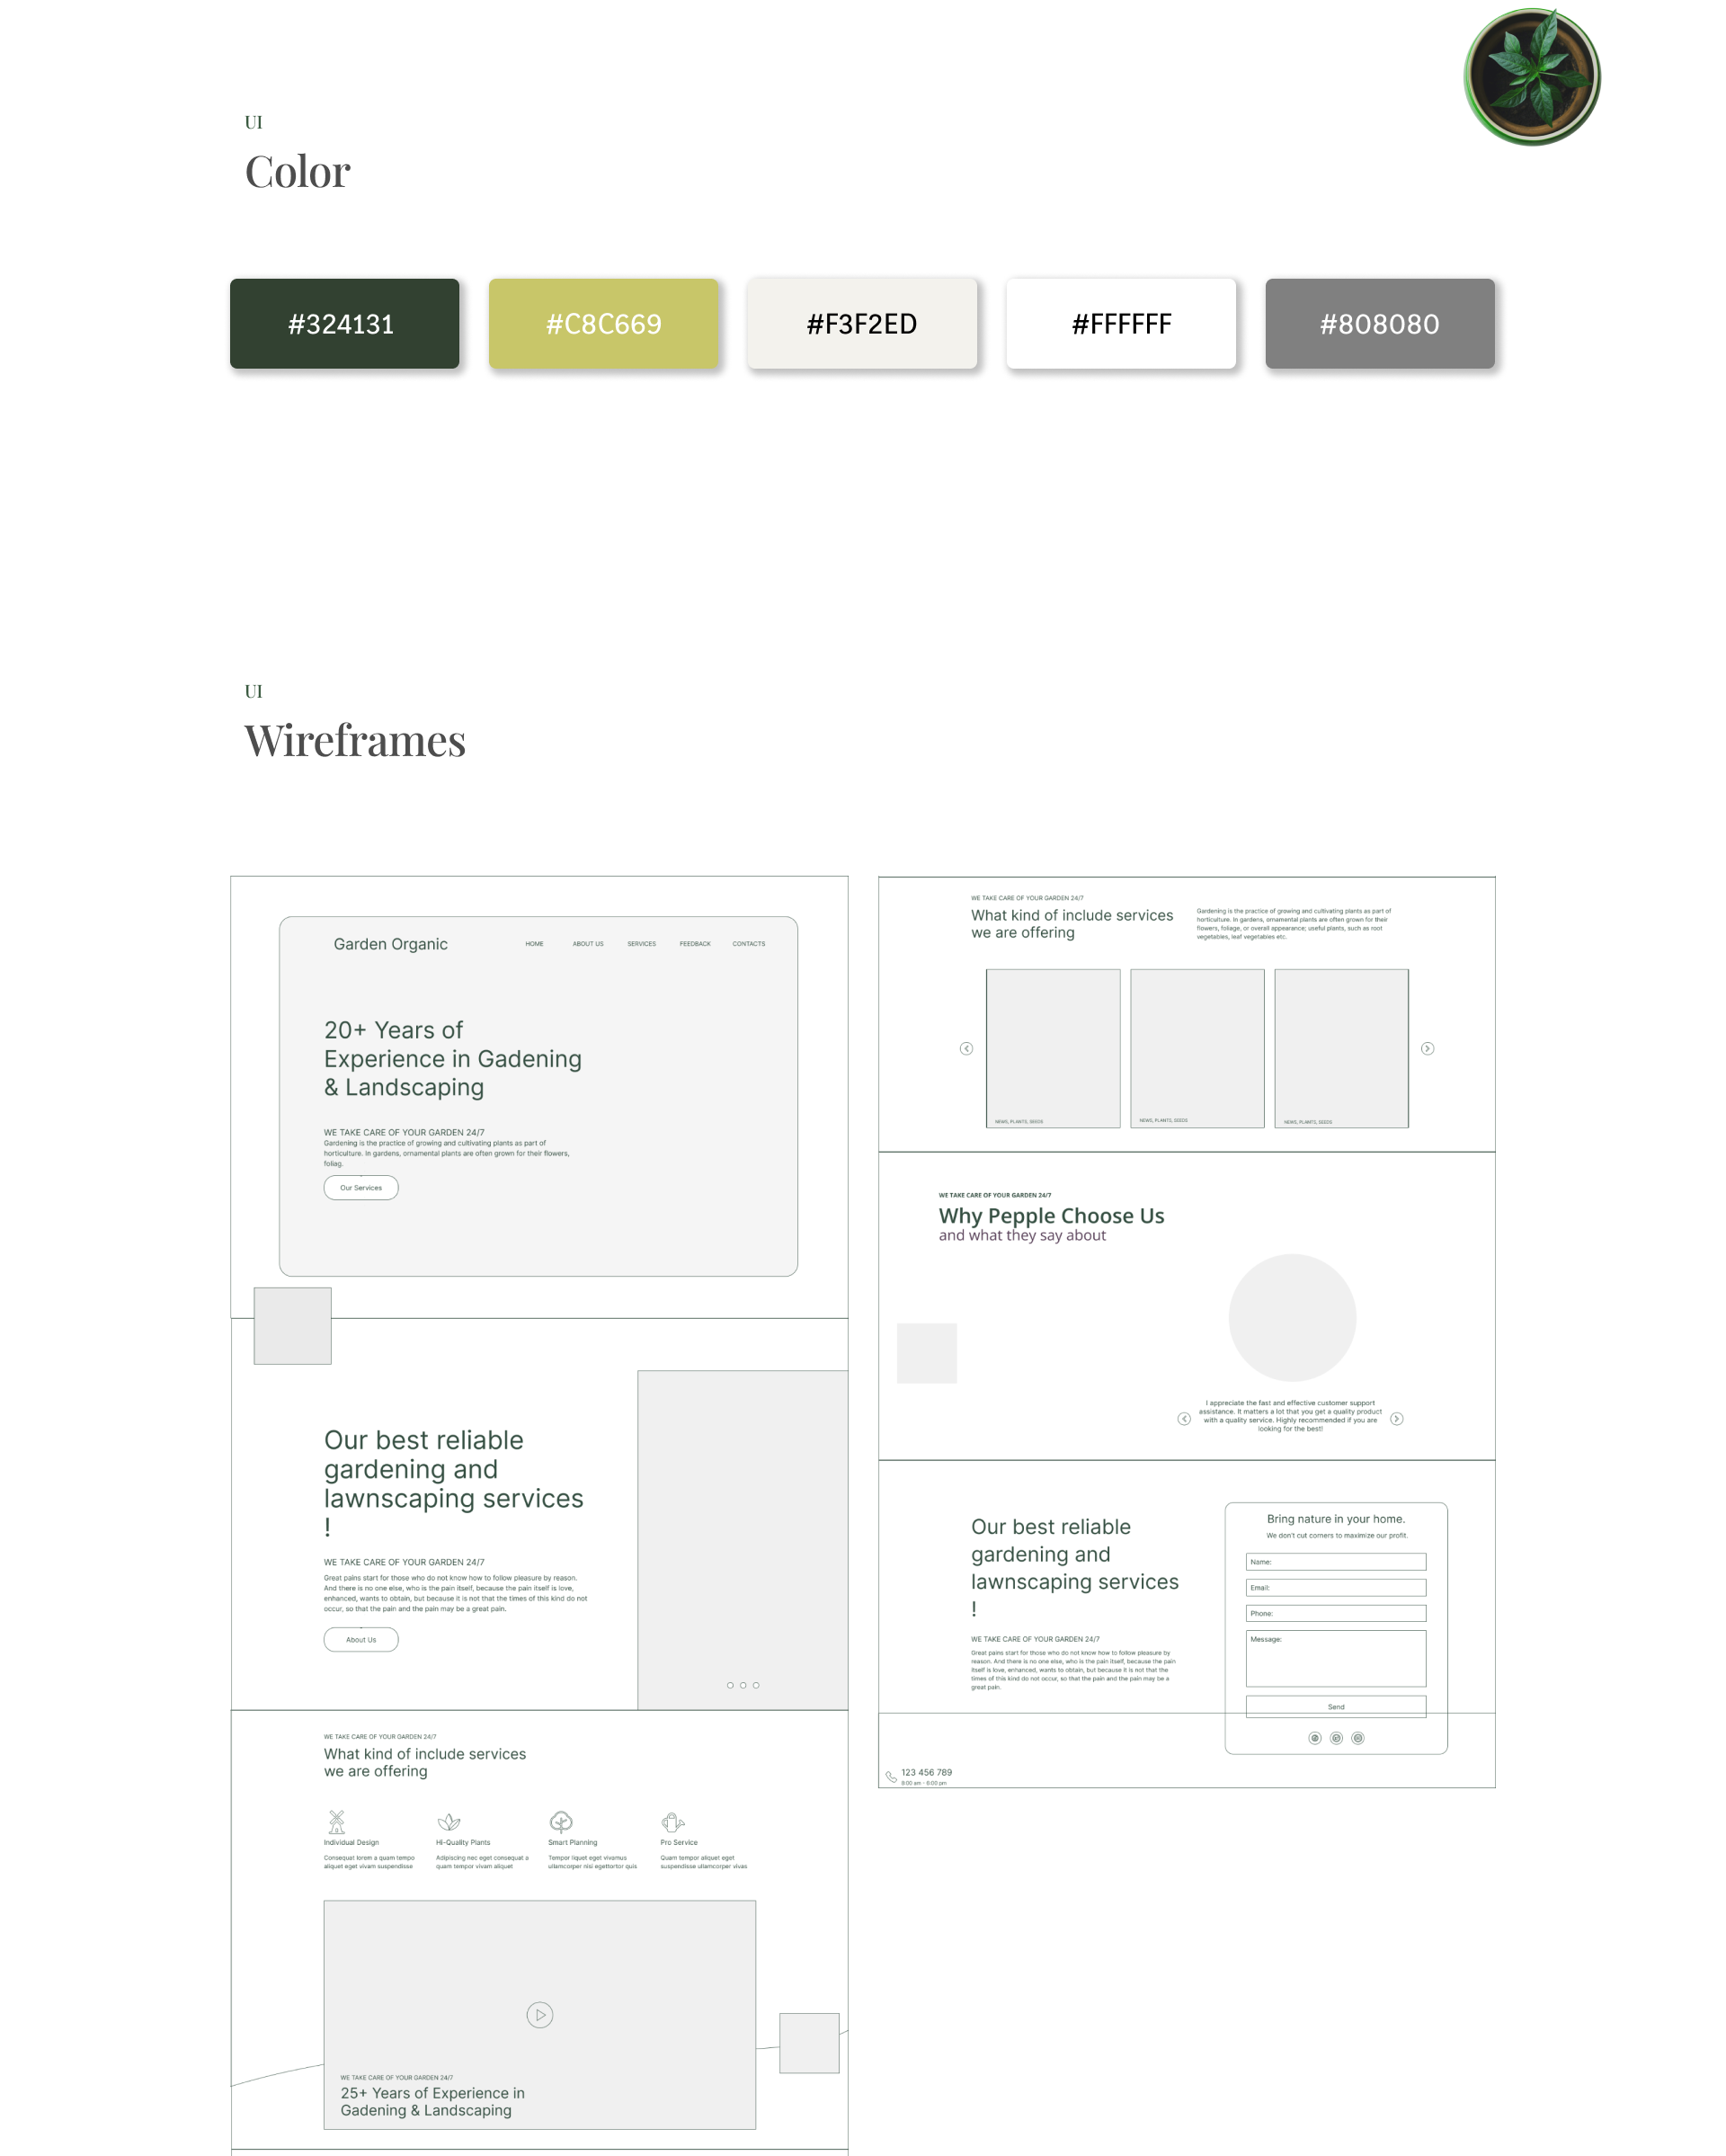 UI
Color
#324131
#C8C669
#F3F2ED
#FFFFFF
#808080
UI
Wireframes
Garden Organic
HOME
ABOUT US
SERVICES
FEEDBACK
CONTACTS
20+ Years of
Experience in Gadening
& Landscaping
WE TAKE CARE OF YOUR GARDEN 24/7
Gardening is the practice of growing and cultivating plants as part of
horticulture. In gardens, ornamental plants are often grown for their flowers,
foliag.
Our Services
Our best reliable
gardening and
lawnscaping services
!
WE TAKE CARE OF YOUR GARDEN 24/7
Great pains start for those who do not know how to follow pleasure by reason.
And there is no one else, who is the pain itself, because the pain itself is love,
enhanced, wants to obtain, but because it is not that the times of this kind do not
occur, so that the pain and the pain may be a great pain.
About Us
WE TAKE CARE OF YOUR GARDEN 24/7
What kind of include services
we are offering
Individual Design
Consequat lorem a quam tempo
aliquet eget vivam suspendisse
Hi-Quality Plants
Adipiscing nec eget consequat a
quam tempor vivam aliquet
Smart Planning
Tempor liquet eget vivamus
ullamcorper nisi egettortor quis
Pro Service
Quam tempor aliquet eget
suspendisse ullamcorper vivas
WE TAKE CARE OF YOUR GARDEN 24/7
25+ Years of Experience in
Gadening & Landscaping
WE TAKE CARE OF YOUR GARDEN 24/7
What kind of include services
we are offering
Gardening is the practice of growing and cultivating plants as part of
horticulture. In gardens, ornamental plants are often grown for their
flowers, foliage, or overall appearance; useful plants, such as root
vegetables, leaf vegetables etc.
NEWS, PLANTS, SEEDS
NEWS, PLANTS, SEEDS
NEWS, PLANTS, SEEDS
WE TAKE CARE OF YOUR GARDEN 24/7
Why Pepple Choose Us
and what they say about
I appreciate the fast and effective customer support
assistance. It matters a lot that you get a quality product
with a quality service. Highly recommended if you are
looking for the best!
Our best reliable
gardening and
lawnscaping services
!
WE TAKE CARE OF YOUR GARDEN 24/7
Great pains start for those who do not know how to follow pleasure by
reason. And there is no one else, who is the pain itself, because the pain
itself is love, enhanced, wants to obtain, but because it is not that the
times of this kind do not occur, so that the pain and the pain may be a
great pain.
Bring nature in your home.
We don't cut corners to maximize our profit.
Name:
Email:
Phone:
Message:
Send
123 456 789
8:00 am - 6:00 pm